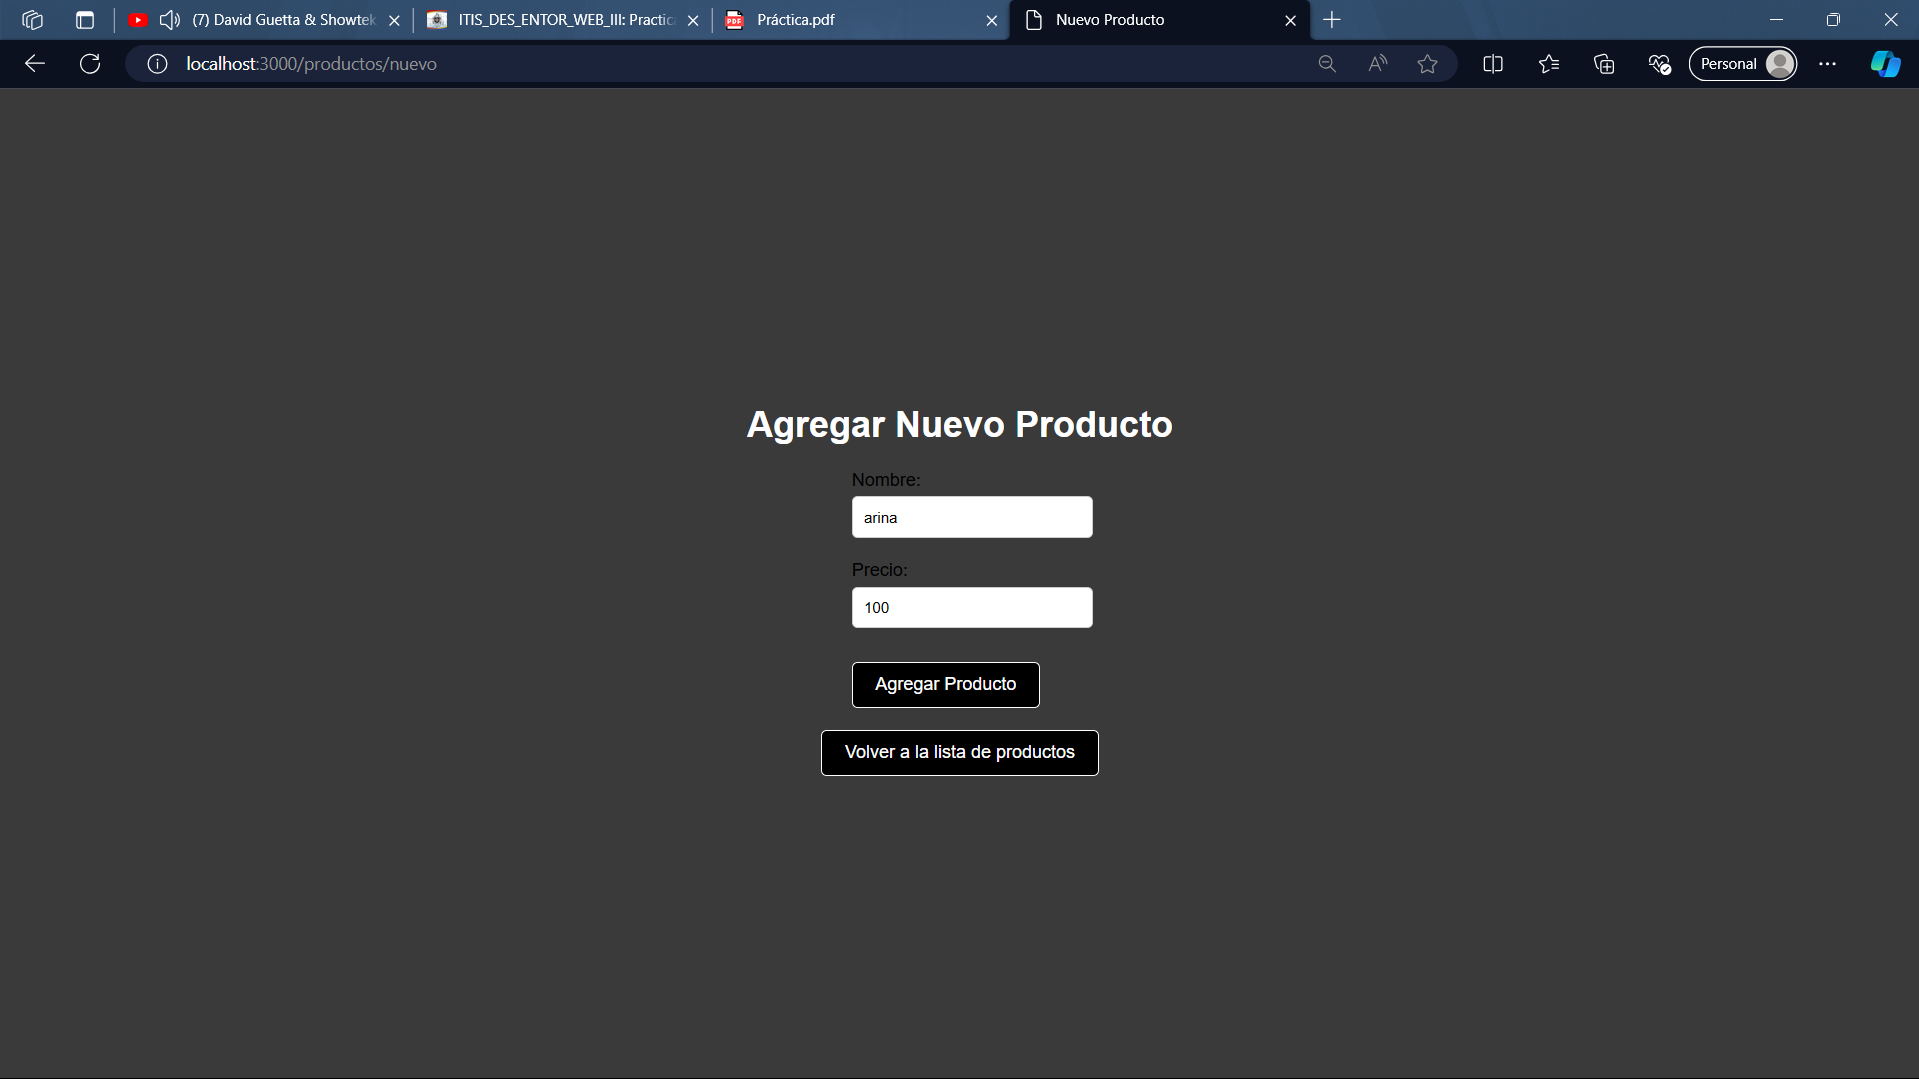 (7) David Guetta & Showtek
ITIS_DES_ENTOR_WEB_III: Practic
PDF
Práctica.pdf
Nuevo Producto
localhost:3000/productos/nuevo
Personal
Agregar Nuevo Producto
Nombre:
arina
Precio:
100
Agregar Producto
Volver a la lista de productos